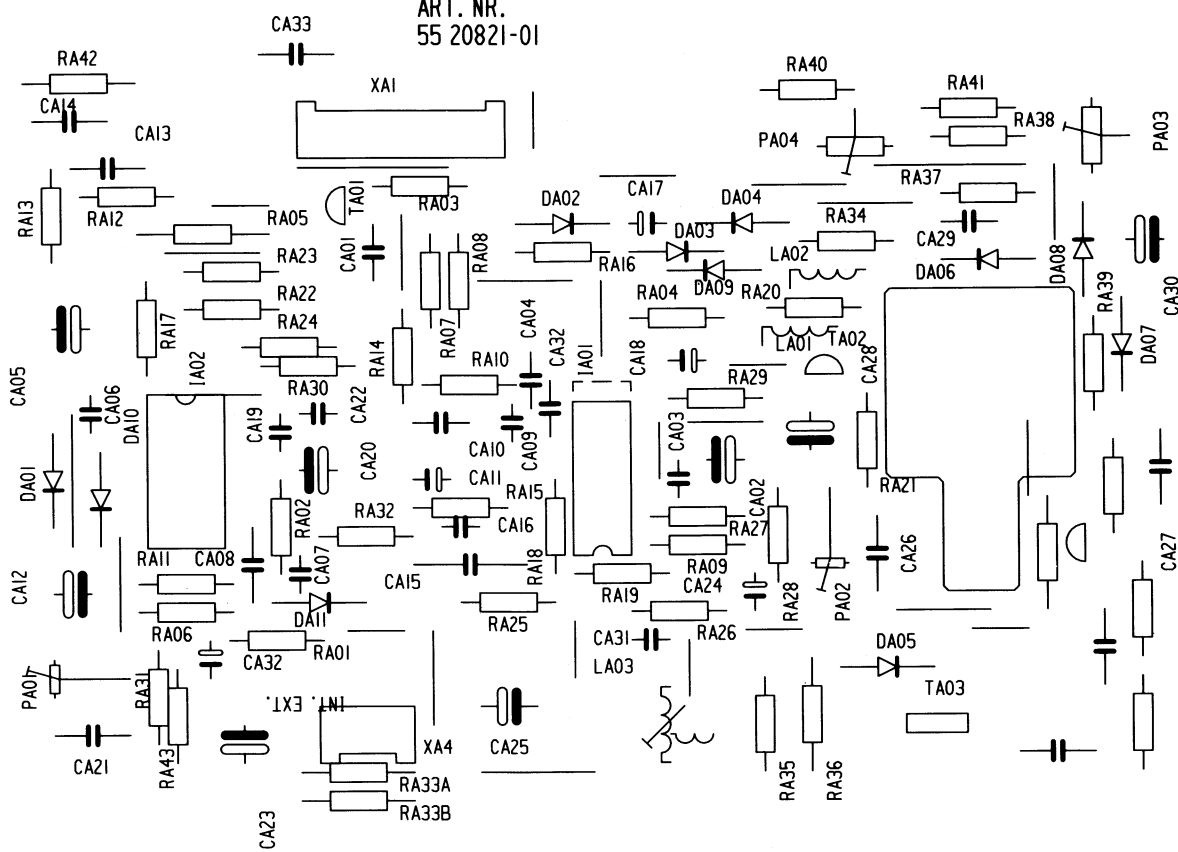 ART. NR.
55 20821-01
CA33
RA42
XA1
RA40
RA41
CA14
CA13
RA38
PA03
PA04
RA13
RA12
TA01
RA03
CA17
DA02
DA04
RA37
RA05
RA08
RA34
CA29
CA01
DA03
RA16
LA02
DA06
DA08
RA23
DA09
RA39
CA30
RA22
RA04
RA20
RA17
RA24
RA14
RA07
CA04
CA32
IA01
CA18
LA01
TA02
DA07
IA02
RA10
CA28
CA05
RA30
RA29
CA06
DA10
CA19
CA22
CA03
CA10
CA09
CA20
DA01
CA11
RA15
CA02
RA21
RA02
RA32
CA16
RA27
CA26
CA27
RA11
CA08
CA07
CA15
RA18
RA09
CA12
CA24
RA28
PA02
RA19
RA06
DA11
RA25
RA26
CA32
RA01
CA31
LA03
DA05
PA01
RA31
INT. EXT.
TA03
CA21
RA43
XA4
CA25
RA33A
RA35
RA36
RA33B
CA23